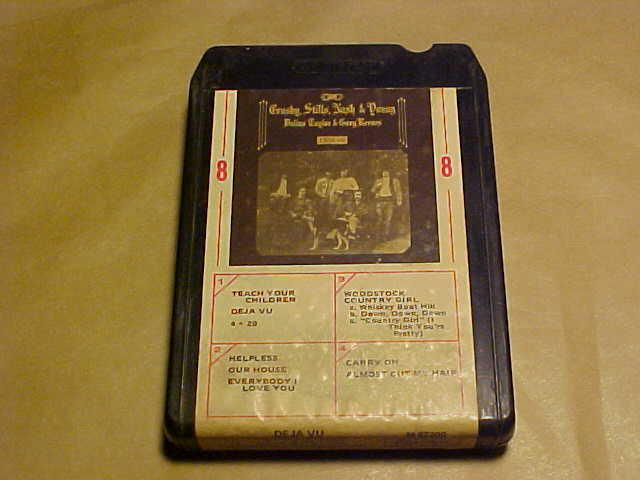 Crosby, Stills, Nash & Young
Dallas Taylor & Greg Reeves
8
8
1
TEACH YOUR
CHILDREN
DEJA VU
4 + 20
2
HELPLESS
OUR HOUSE
EVERYBODY I
LOVE YOU
3
WOODSTOCK
COUNTRY GIRL
a. Whiskey Boot Hill
b. Down, Down, Down
c. "Country Girl" (I
Think You're
Pretty)
4
CARRY ON
ALMOST CUT MY HAIR
DEJA VU